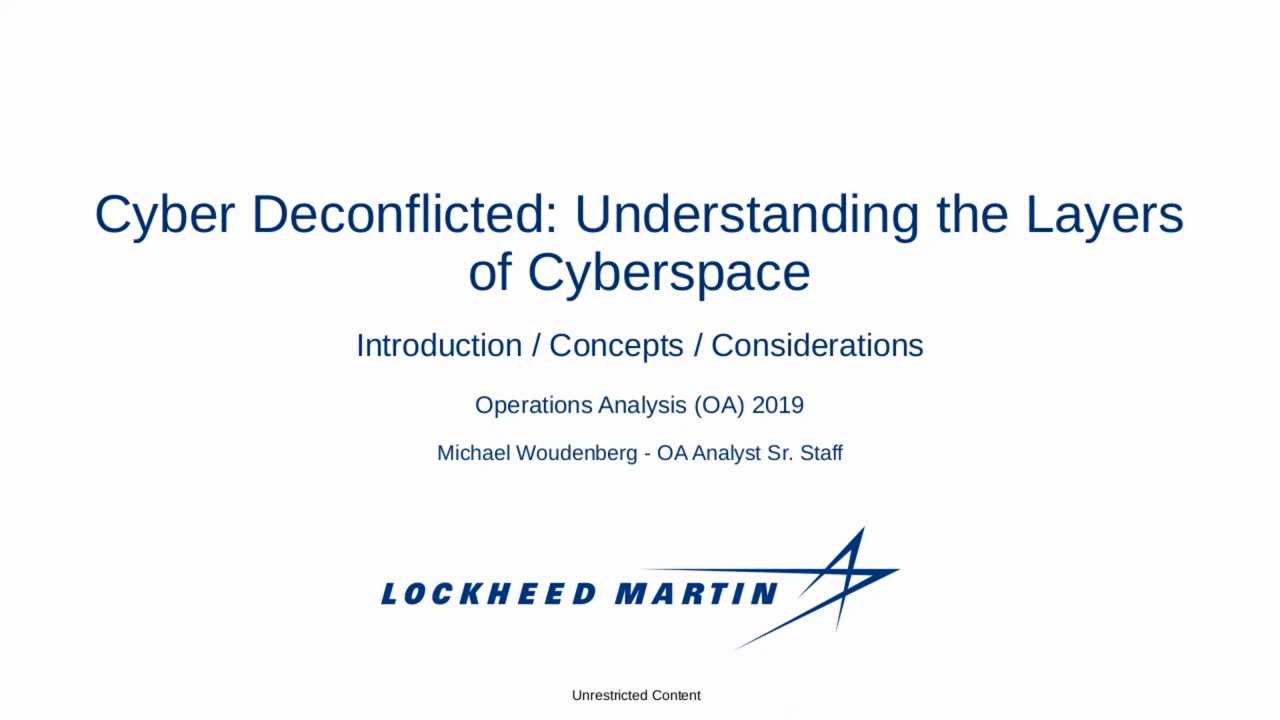 Cyber Deconflicted: Understanding the Layers
of Cyberspace
Introduction / Concepts / Considerations
Operations Analysis (OA) 2019
Michael Woudenberg - OA Analyst Sr. Staff
LOCKHEED MARTIN
Unrestricted Content